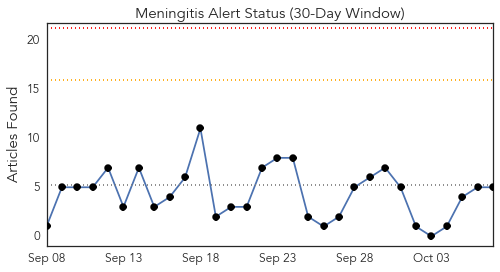 Meningitis Alert Status (30-Day Window)
Articles Found
20
15
10
5
0
Sep 08 Sep 13 Sep 18 Sep 23 Sep 28 Oct 03